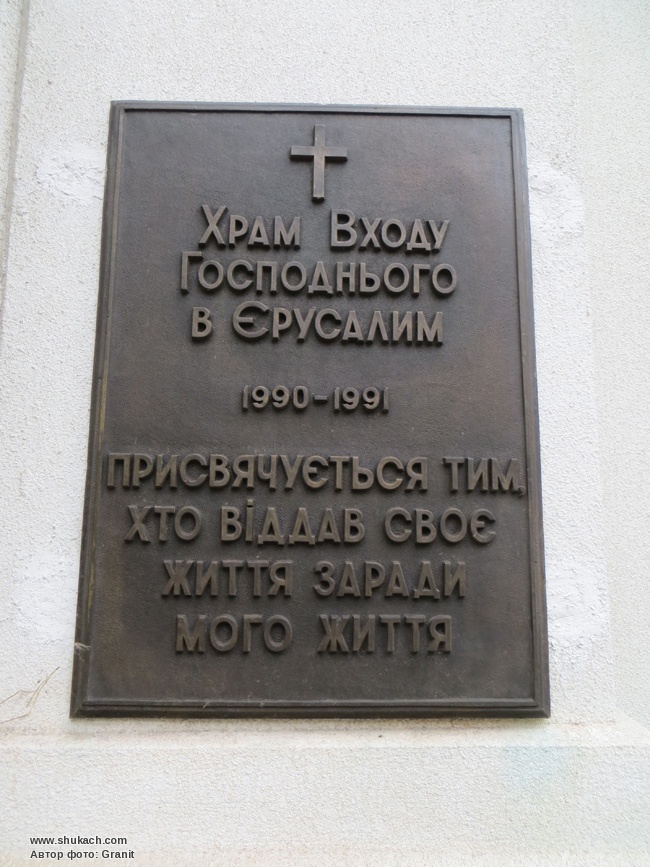 Храм Входу
Господнього
в Єрусалим
1990-1991
присвячується тим,
хто віддав своє
життя заради
мого життя
www.shukach.com
Автор фото: Granit